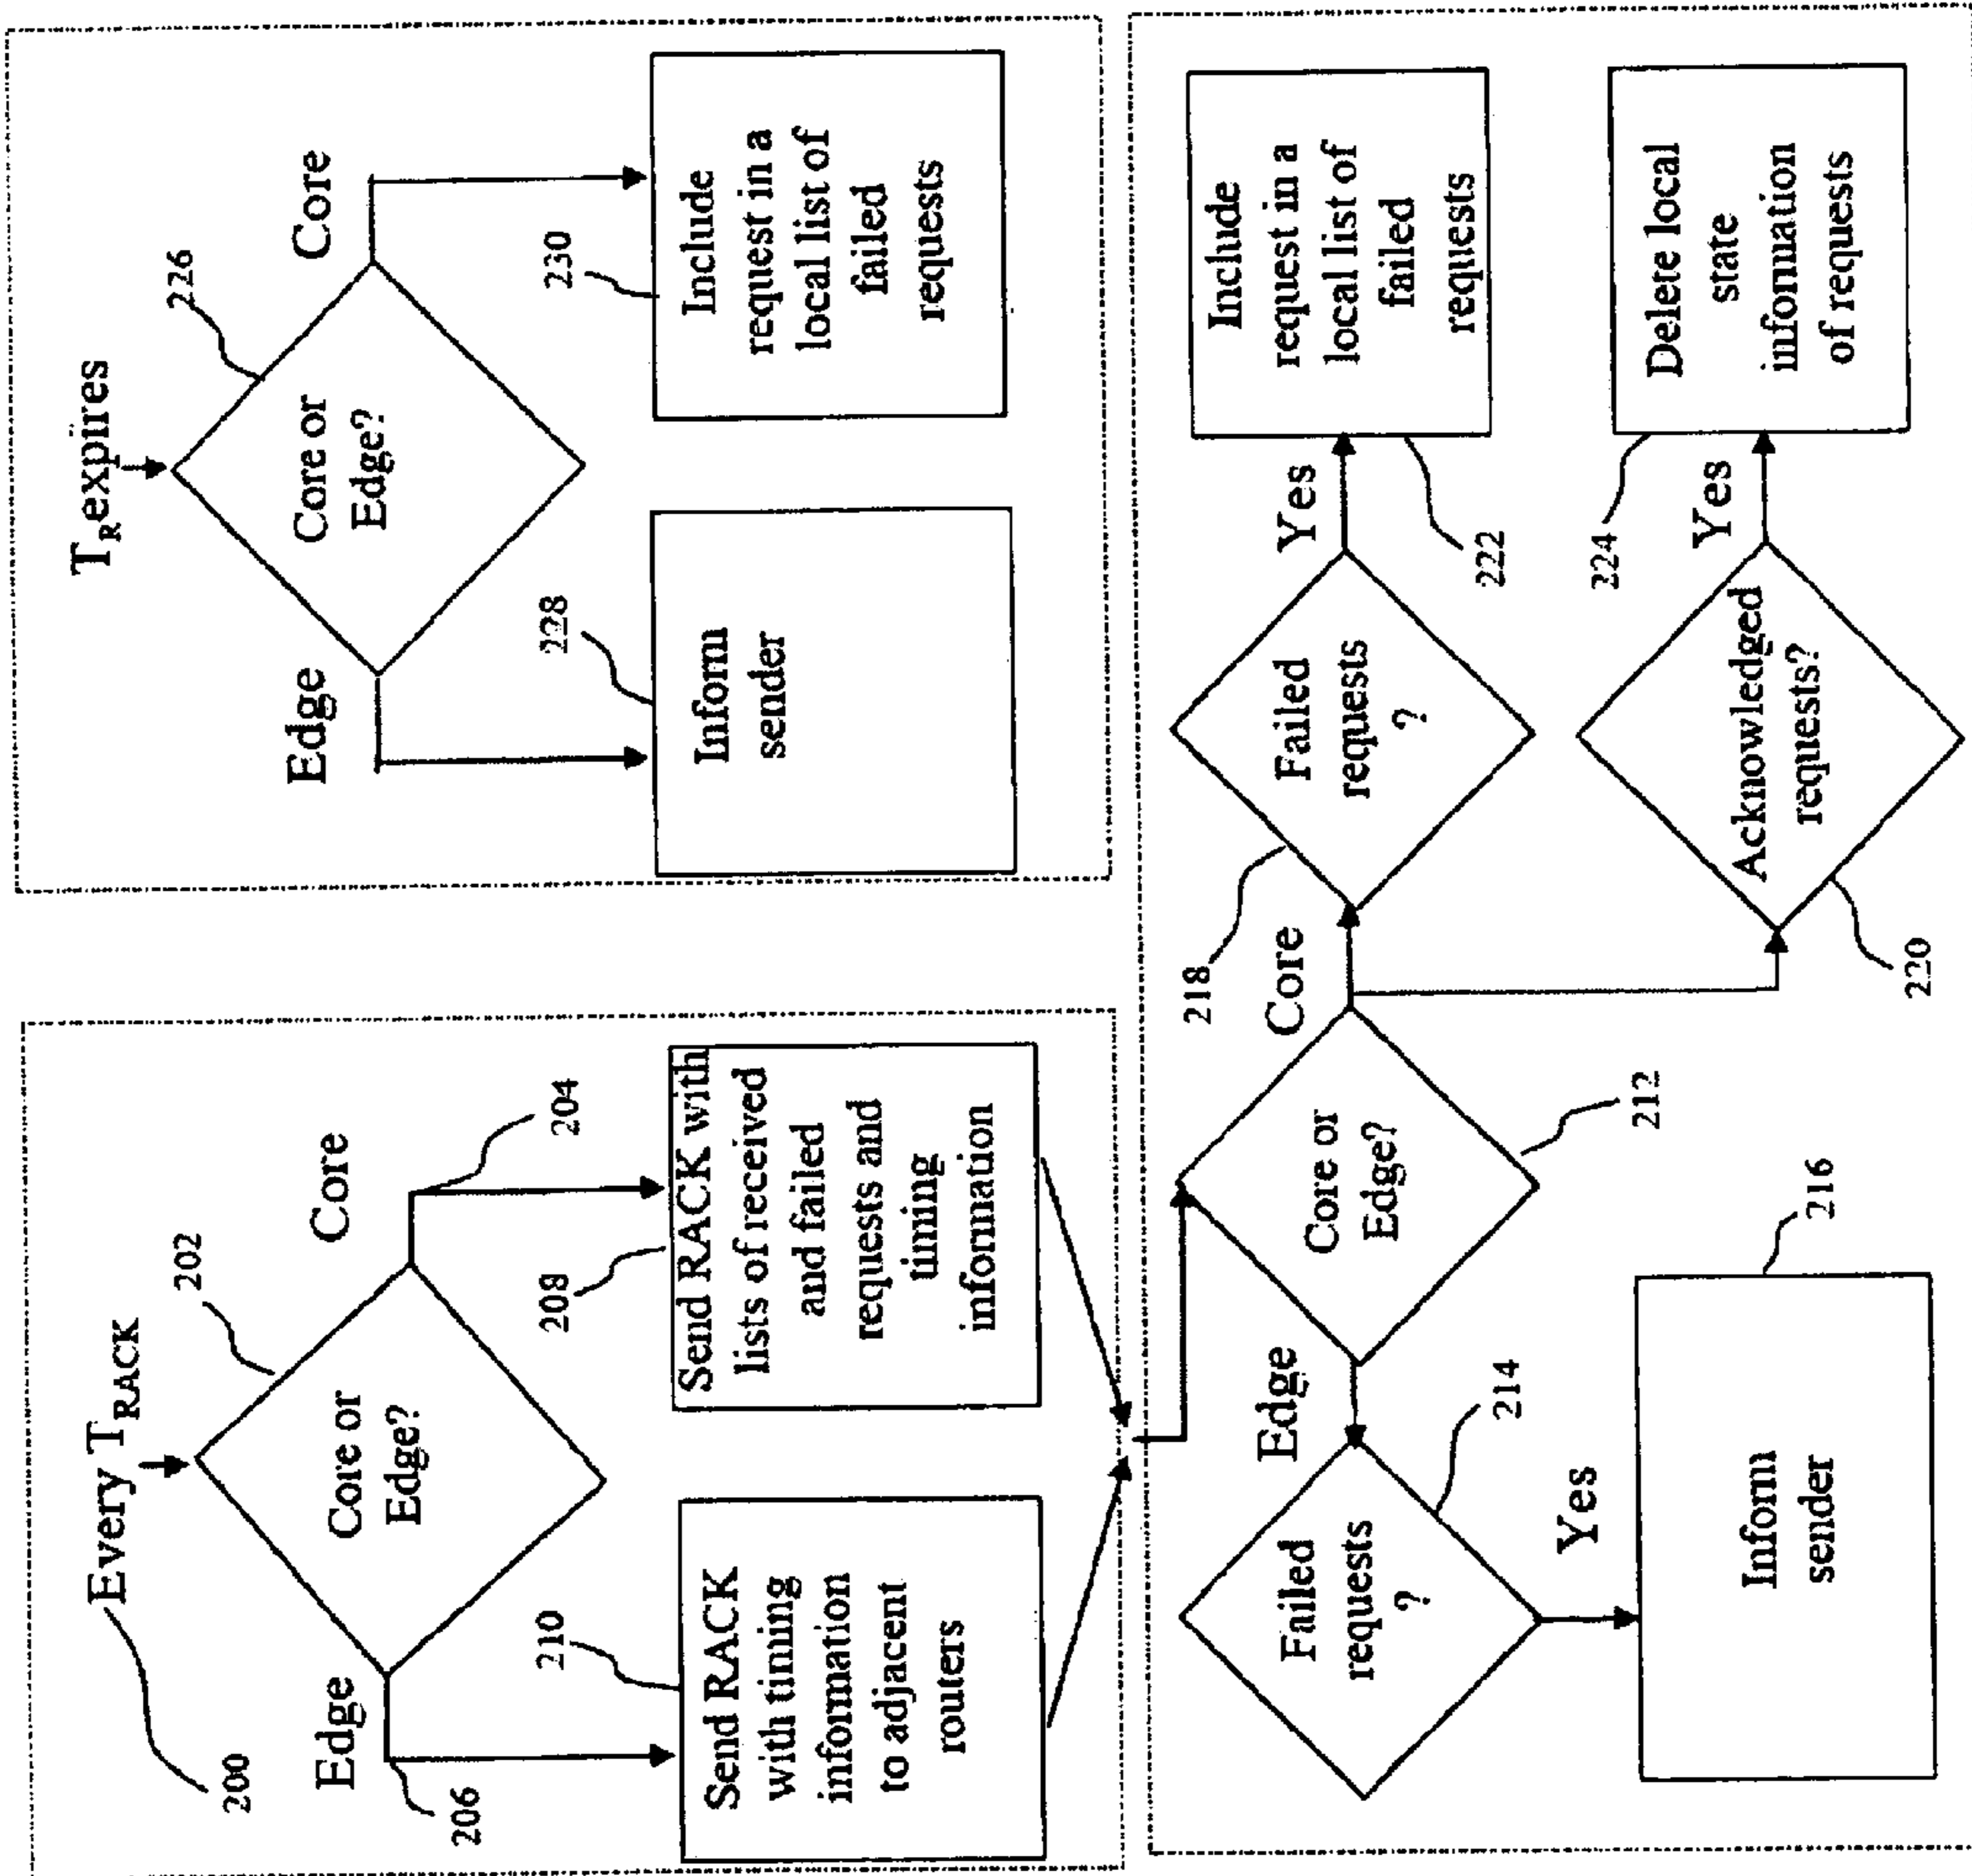 200
Every T_RACK
202
Core or
Edge?
Edge
206
Core
204
210
Send RACK
with timing
information
to adjacent
routers
208
Send RACK with
lists of received
and failed
requests and
timing
information
T_R expires
226
Core or
Edge?
Edge
228
Inform
sender
Core
230
Include
request in a
local list of
failed
requests
212
Core or
Edge?
Edge
214
Failed
requests
?
Yes
216
Inform
sender
Core
218
Failed
requests
?
Yes
222
Include
request in a
local list of
failed
requests
220
Acknowledged
requests?
Yes
224
Delete local
state
information
of requests